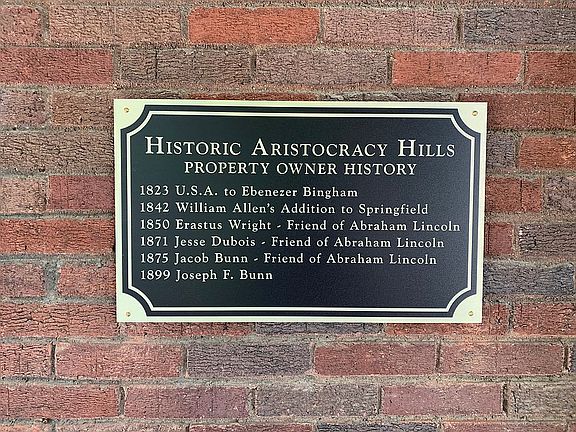 HISTORIC ARISTOCRACY HILLS
PROPERTY OWNER HISTORY
1823 U.S.A. to Ebenezer Bingham
1842 William Allen's Addition to Springfield
1850 Erastus Wright - Friend of Abraham Lincoln
1871 Jesse Dubois - Friend of Abraham Lincoln
1875 Jacob Bunn - Friend of Abraham Lincoln
1899 Joseph F. Bunn